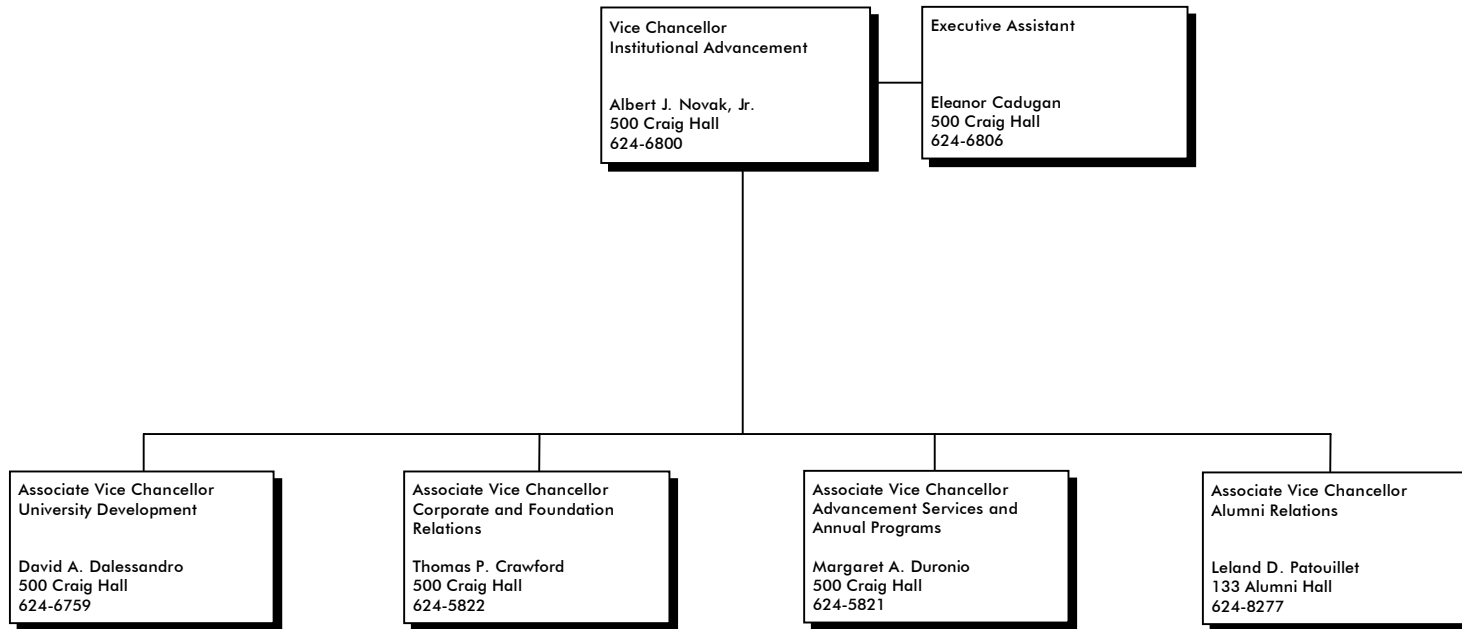 Vice Chancellor
Institutional Advancement
Albert J. Novak, Jr.
500 Craig Hall
624-6800
Executive Assistant
Eleanor Cadugan
500 Craig Hall
624-6806
Associate Vice Chancellor
University Development
David A. Dalessandro
500 Craig Hall
624-6759
Associate Vice Chancellor
Corporate and Foundation
Relations
Thomas P. Crawford
500 Craig Hall
624-5822
Associate Vice Chancellor
Advancement Services and
Annual Programs
Margaret A. Duronio
500 Craig Hall
624-5821
Associate Vice Chancellor
Alumni Relations
Leland D. Patouillet
133 Alumni Hall
624-8277